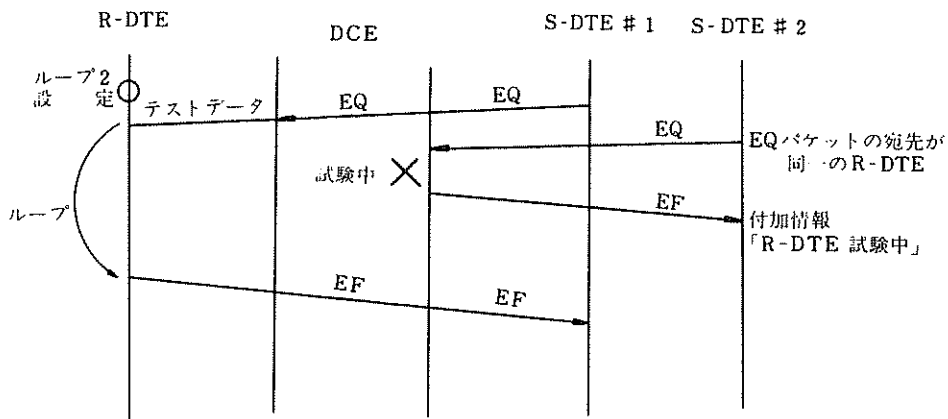 R-DTE
DCE
S-DTE # 1
S-DTE # 2
ループ2
設 定
テストデータ
EQ
EQ
EQ
EQパケットの宛先が
同一のR-DTE
試験中
EF
付加情報
「R-DTE 試験中」
ループ
EF
EF